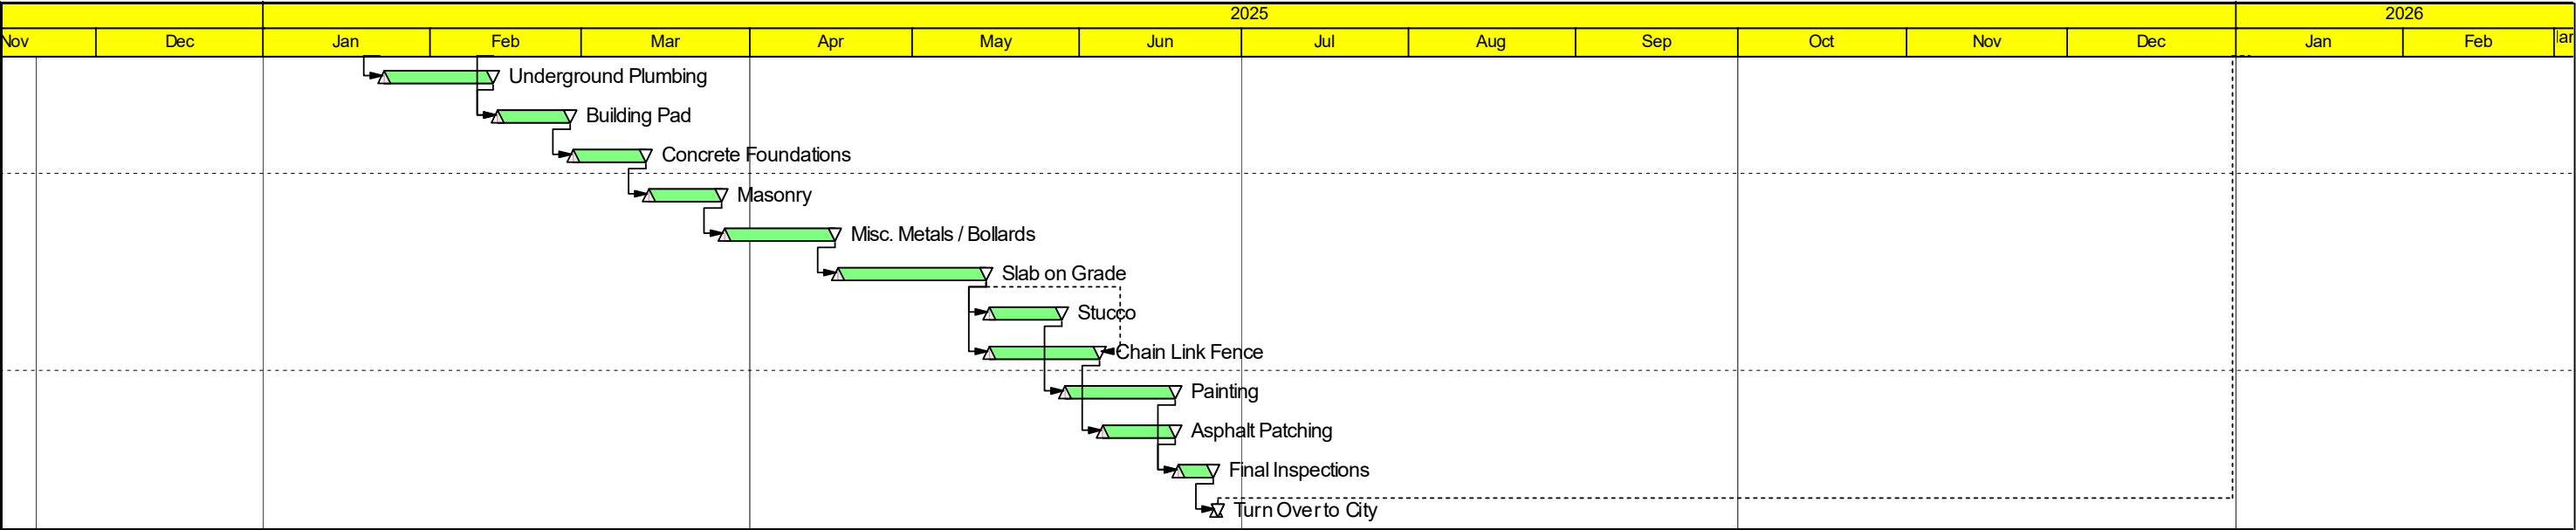 2025 2026
Nov Dec Jan Feb Mar Apr May Jun Jul Aug Sep Oct Nov Dec Jan Feb
Underground Plumbing
Building Pad
Concrete Foundations
Masonry
Misc. Metals / Bollards
Slab on Grade
Stucco
Chain Link Fence
Painting
Asphalt Patching
Final Inspections
Turn Over to City